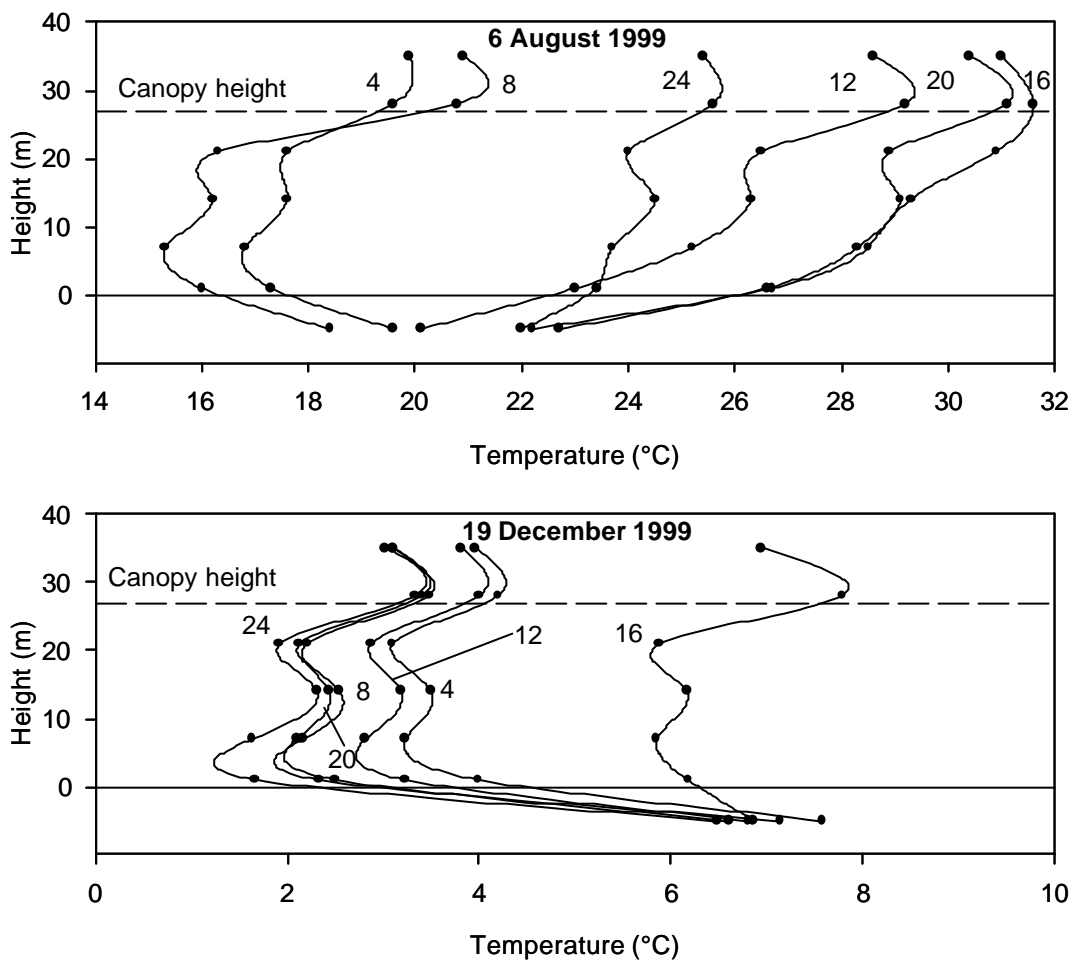 40
6 August 1999
4 8 24 12 20 16
30
Canopy height
20
10
0
Height (m)
14 16 18 20 22 24 26 28 30 32
Temperature (°C)
40
19 December 1999
30
Canopy height
24 12 16
20
8 4
10
20
0
Height (m)
0 2 4 6 8 10
Temperature (°C)